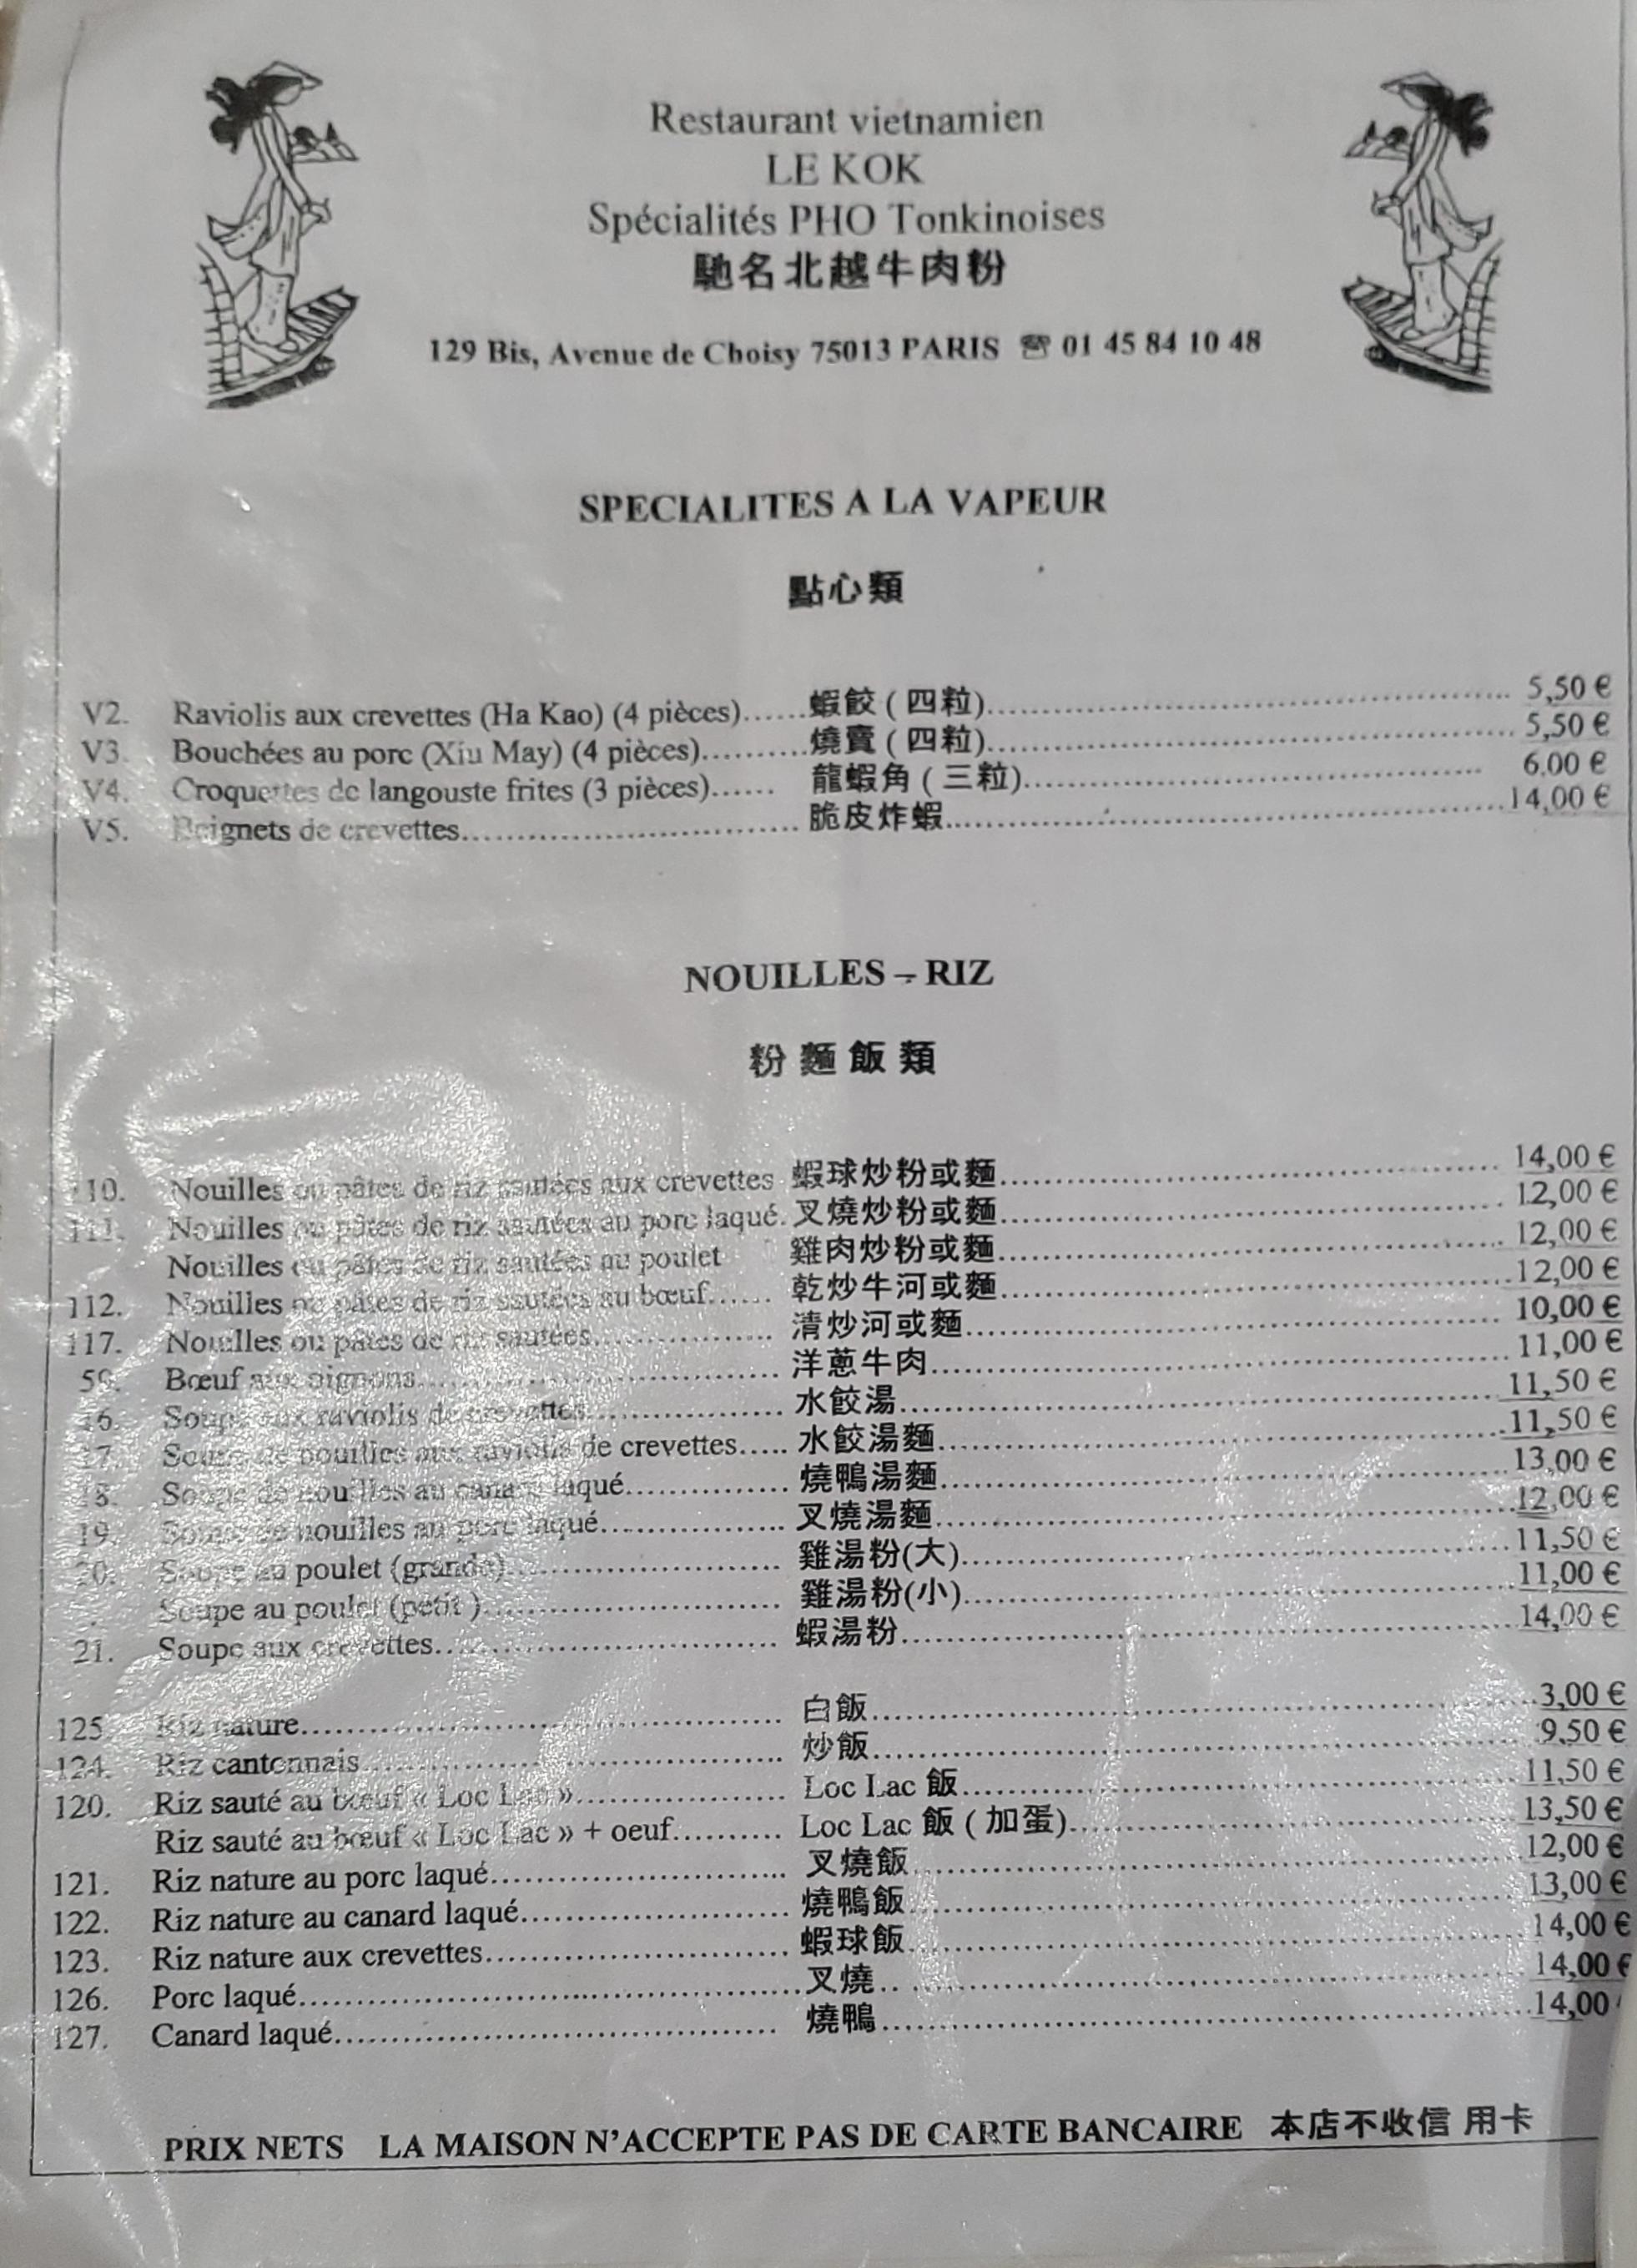 Restaurant vietnamien
LE KOK
Spécialités PHO Tonkinoises
馳名北越牛肉粉
129 Bis, Avenue de Choisy 75013 PARIS ☎ 01 45 84 10 48
SPECIALITES A LA VAPEUR
點心類
V2. Raviolis aux crevettes (Ha Kao) (4 pièces)......蝦餃 ( 四粒)........ 5,50 €
V3. Bouchées au porc (Xiu May) (4 pièces)..........燒賣 ( 四粒)........ 5,50 €
V4. Croquettes de langouste frites (3 pièces)...... 龍蝦角 ( 三粒)........ 6.00 €
V5. Beignets de crevettes........ 脆皮炸蝦........14,00 €
NOUILLES – RIZ
粉 麵 飯 類
110. Nouilles ou pâtes de riz sautées aux crevettes 蝦球炒粉或麵........ 14,00 €
111. Nouilles ou pâtes de riz sautées au porc laqué. 叉燒炒粉或麵........ 12,00 €
Nouilles ou pâtes de riz sautées au poulet 雞肉炒粉或麵........ 12,00 €
112. Nouilles ou pâtes de riz sautées au bœuf...... 乾炒牛河或麵........ 12,00 €
117. Nouilles ou pâtes de riz sautées........ 清炒河或麵........ 10,00 €
59. Bœuf aux oignons........ 洋蔥牛肉........ 11,00 €
16. Soupe aux raviolis de crevettes........ 水餃湯........ 11,50 €
17. Soupe de nouilles aux raviolis de crevettes..... 水餃湯麵........ 11,50 €
18. Soupe de nouilles au canard laqué........ 燒鴨湯麵........ 13,00 €
19. Soupe de nouilles au porc laqué........ 叉燒湯麵........ 12,00 €
20. Soupe au poulet (grande)........ 雞湯粉(大)........ 11,50 €
Soupe au poulet (petit )........ 雞湯粉(小)........ 11,00 €
21. Soupe aux crevettes........ 蝦湯粉........ 14,00 €
125 Riz nature........ 白飯........ 3,00 €
124. Riz cantonnais........ 炒飯........ 9.50 €
120. Riz sauté au bœuf « Loc Lac »........ Loc Lac 飯........ 11,50 €
Riz sauté au bœuf « Loc Lac » + oeuf.......... Loc Lac 飯 ( 加蛋)........ 13,50 €
121. Riz nature au porc laqué........ 叉燒飯........ 12,00 €
122. Riz nature au canard laqué........ 燒鴨飯........ 13,00 €
123. Riz nature aux crevettes........ 蝦球飯........ 14,00 €
126. Porc laqué........ 叉燒........ 14,00 €
127. Canard laqué........ 燒鴨........ 14,00
PRIX NETS LA MAISON N'ACCEPTE PAS DE CARTE BANCAIRE 本店不收信 用卡